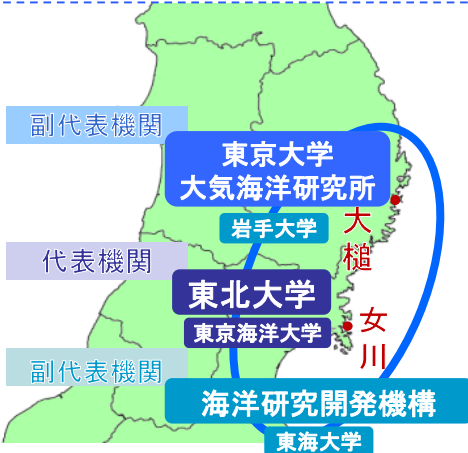 副代表機関
東京大学
大気海洋研究所
岩手大学
大槌
代表機関
東北大学
東京海洋大学
女川
副代表機関
海洋研究開発機構
東海大学